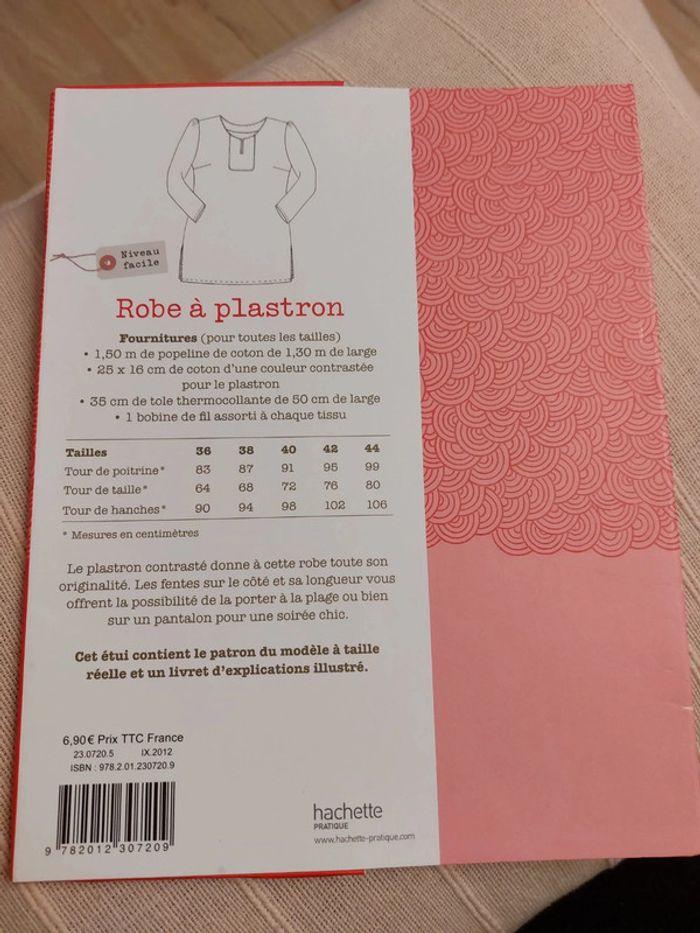 Niveau
facile
Robe à plastron
Fournitures (pour toutes les tailles)
• 1,50 m de popeline de coton de 1,30 m de large
• 25 x 16 cm de coton d'une couleur contrastée
pour le plastron
• 35 cm de tole thermocollante de 50 cm de large
• 1 bobine de fil assorti à chaque tissu
Tailles 36 38 40 42 44
Tour de poitrine* 83 87 91 95 99
Tour de taille* 64 68 72 76 80
Tour de hanches* 90 94 98 102 106
* Mesures en centimètres
Le plastron contrasté donne à cette robe toute son
originalité. Les fentes sur le côté et sa longueur vous
offrent la possibilité de la porter à la plage ou bien
sur un pantalon pour une soirée chic.
Cet étui contient le patron du modèle à taille
réelle et un livret d'explications illustré.
6,90€ Prix TTC France
23.0720.5 IX.2012
ISBN : 978.2.01.230720.9
9 782012 307209
hachette
PRATIQUE
www.hachette-pratique.com